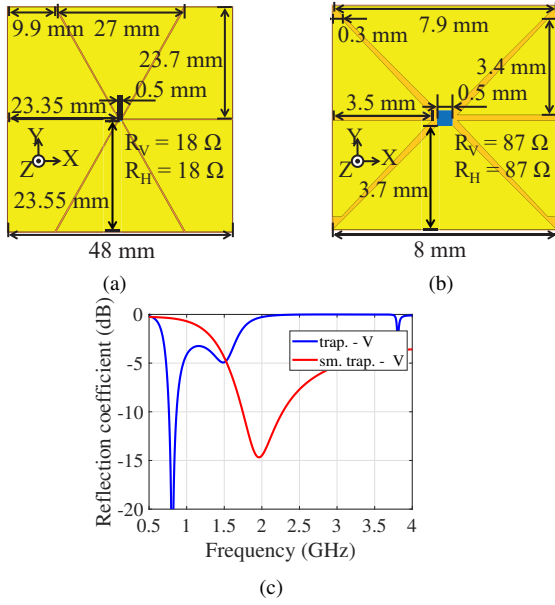 9.9 mm 27 mm
23.7 mm
0.5 mm
23.35 mm
Y
Z X
R_V = 18 Ω
R_H = 18 Ω
23.55 mm
48 mm
(a)
7.9 mm
0.3 mm
3.4 mm
3.5 mm 0.5 mm
Y
Z X
R_V = 87 Ω
R_H = 87 Ω
3.7 mm
8 mm
(b)
Reflection coefficient (dB)
0
-5
-10
-15
-20
trap. - V
sm. trap. - V
0.5 1 1.5 2 2.5 3 3.5 4
Frequency (GHz)
(c)